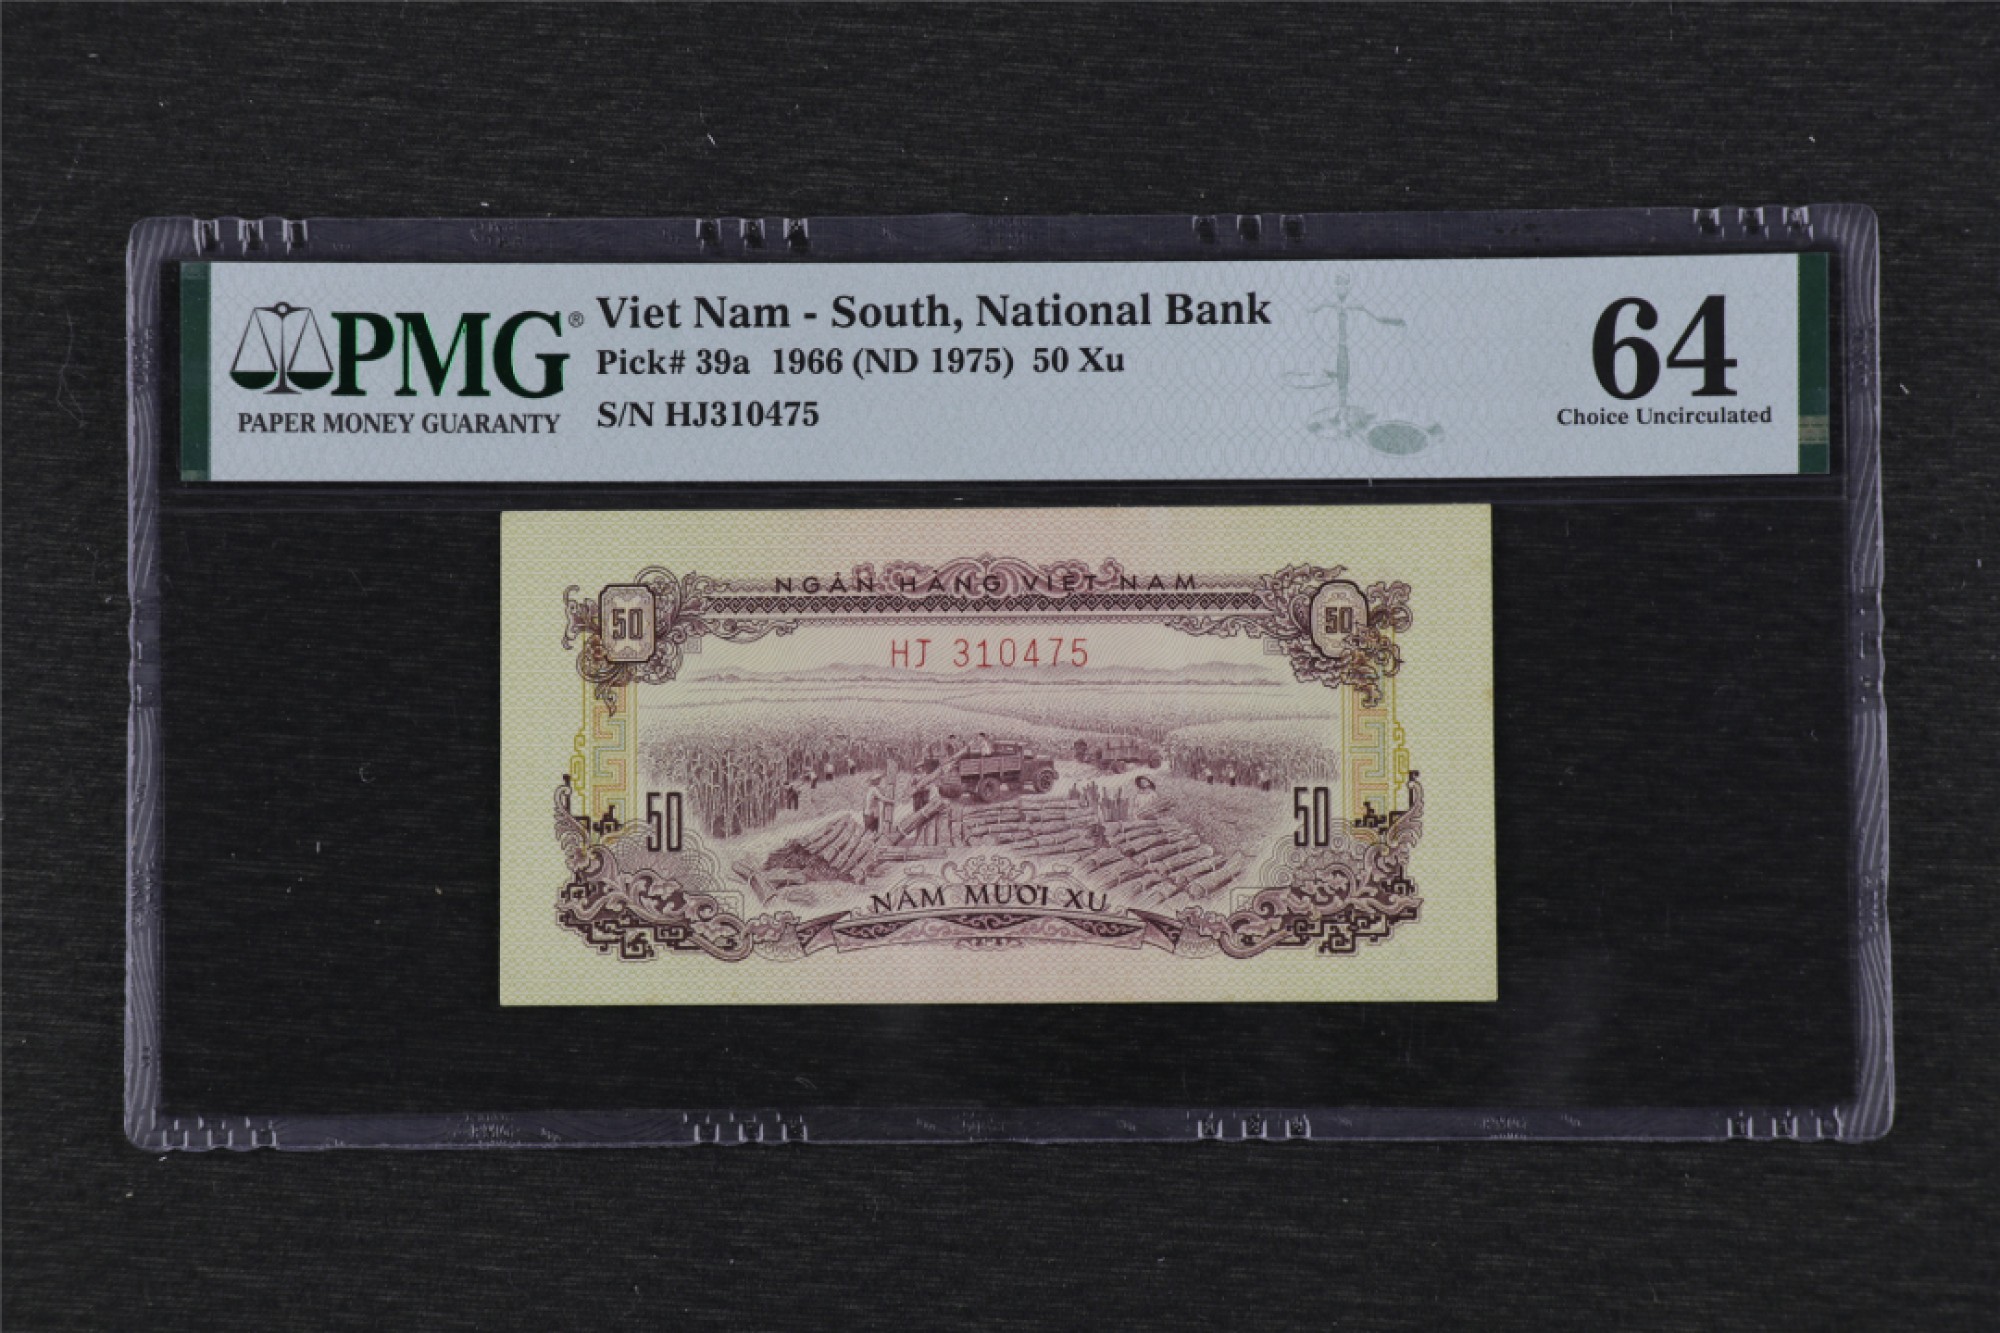 PMG®
PAPER MONEY GUARANTY
Viet Nam - South, National Bank
Pick# 39a 1966 (ND 1975) 50 Xu
S/N HJ310475
64
Choice Uncirculated
NGÂN HÀNG VIỆT NAM
50 50
HJ 310475
50 50
NĂM MƯƠI XU